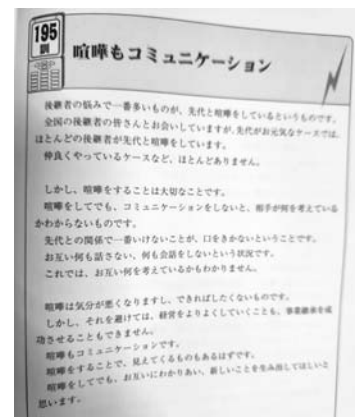 195
訓
喧嘩もコミュニケーション
後継者の悩みで一番多いものが、先代と喧嘩をしているというものです。
全国の後継者の皆さんとお会いしていますが、先代がお元気なケースでは、
ほとんどの後継者が先代と喧嘩をしています。
仲良くやっているケースなど、ほとんどありません。
しかし、喧嘩をすることは大切なことです。
喧嘩をしてでも、コミュニケーションをしないと、相手が何を考えている
かわからないものです。
先代との関係で一番いけないことが、口をきかないということです。
お互い何も話さない、何も会話をしないという状況です。
これでは、お互い何を考えているかもわかりません。
喧嘩は気分が悪くなりますし、できればしたくないものです。
しかし、それを避けては、経営をよりよくしていくことも、事業継承を成
功させることもできません。
喧嘩もコミュニケーションです。
喧嘩をすることで、見えてくるものもあるはずです。
喧嘩をしてでも、お互いにわかりあい、新しいことを生み出してほしいと
思います。